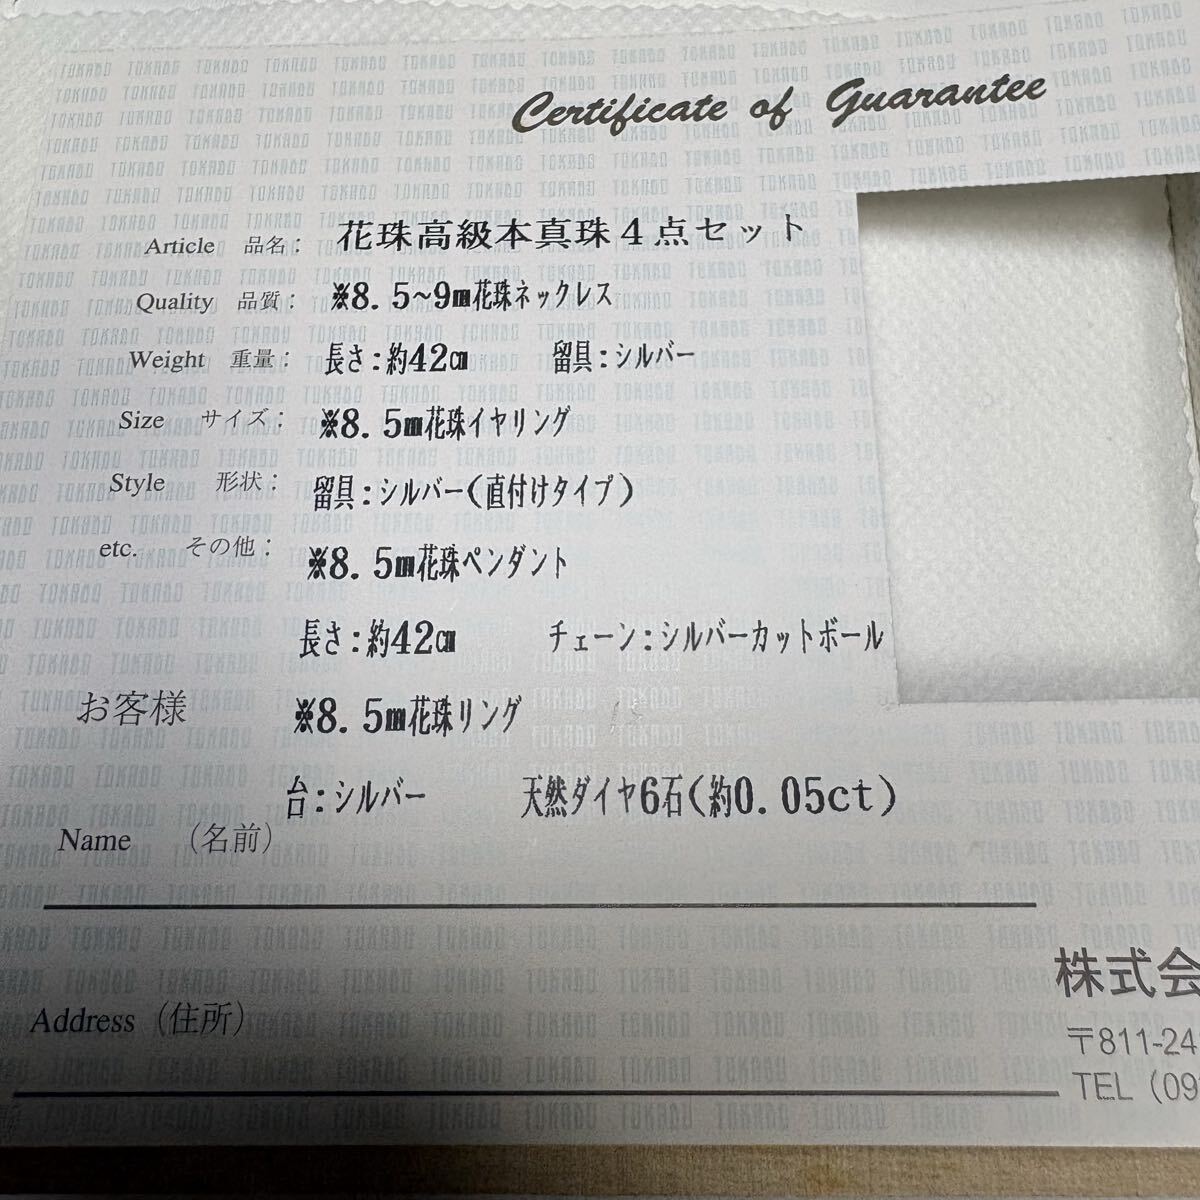 Certificate of Guarantee
Article 品名: 花珠高級本真珠4点セット
Quality 品質: ※8.5~9㎜花珠ネックレス
Weight 重量: 長さ:約42㎝ 留具:シルバー
Size サイズ: ※8.5㎜花珠イヤリング
Style 形状: 留具:シルバー(直付けタイプ)
etc. その他: ※8.5㎜花珠ペンダント
長さ:約42㎝ チェーン:シルバーカットボール
お客様 ※8.5㎜花珠リング
台:シルバー 天然ダイヤ6石(約0.05ct)
Name (名前)
株式会
Address (住所)
〒811-24
TEL (09